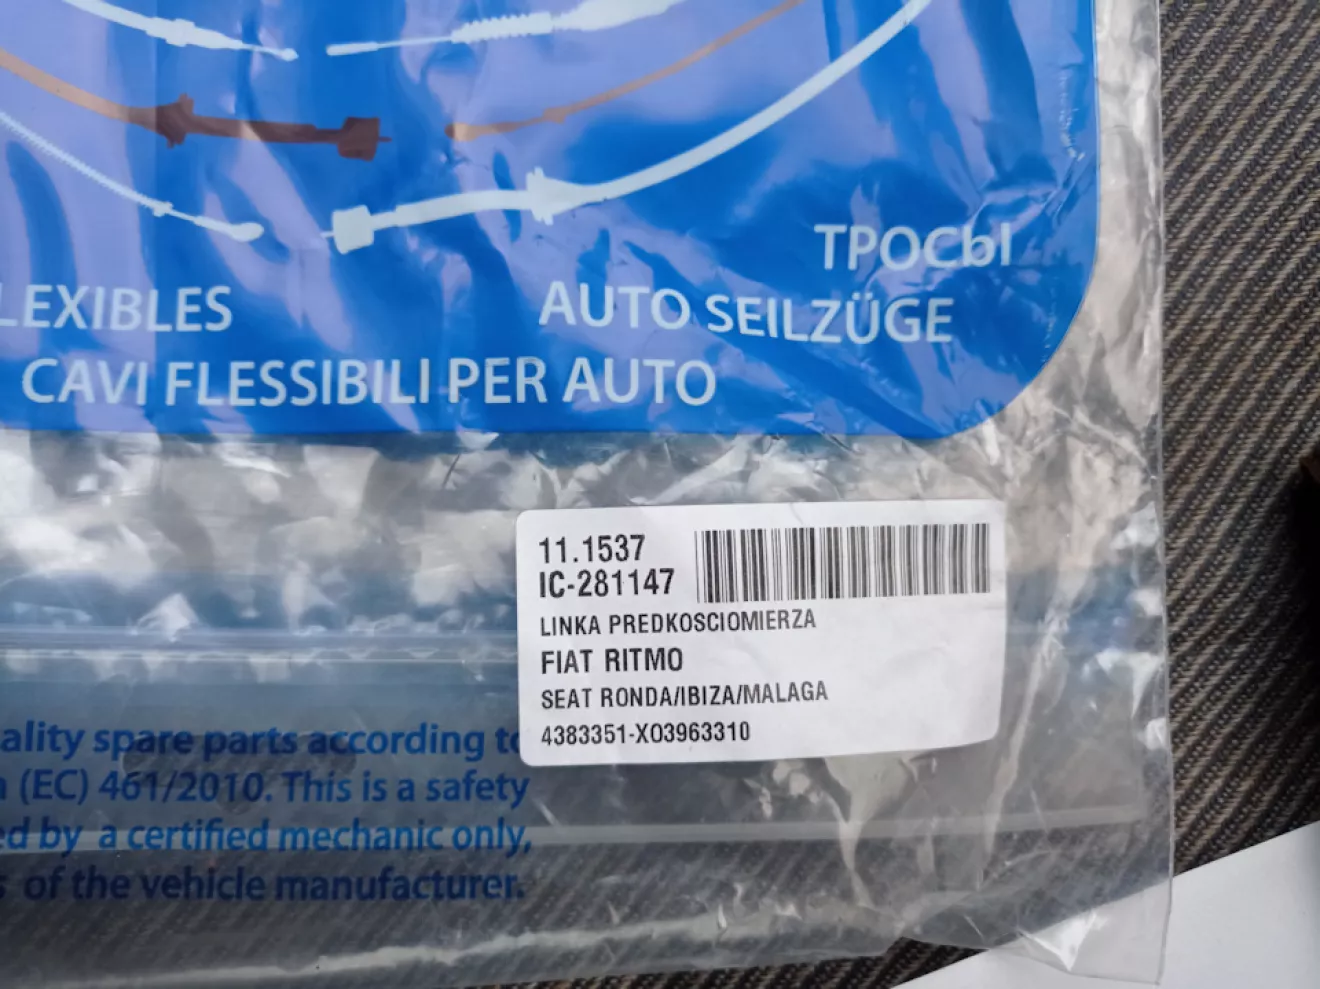 ТРОСЫ
LEXIBLES
AUTO SEILZÜGE
CAVI FLESSIBILI PER AUTO
11.1537
IC-281147
LINKA PREDKOSCIOMIERZA
FIAT RITMO
SEAT RONDA/IBIZA/MALAGA
4383351-XO3963310
ality spare parts according to
(EC) 461/2010. This is a safety
ed by a certified mechanic only,
of the vehicle manufacturer.